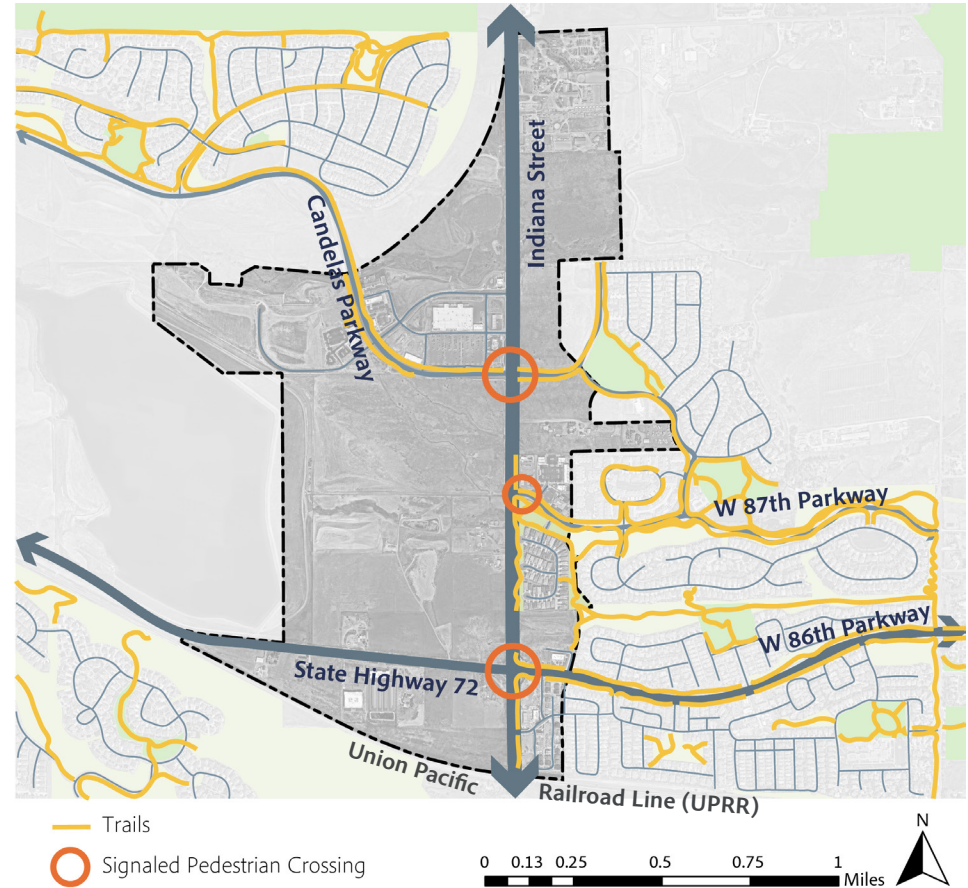 Indiana Street
Candelas Parkway
W 87th Parkway
W 86th Parkway
State Highway 72
Union Pacific
Railroad Line (UPRR)
Trails
Signaled Pedestrian Crossing
0 0.13 0.25 0.5 0.75 1
Miles
N